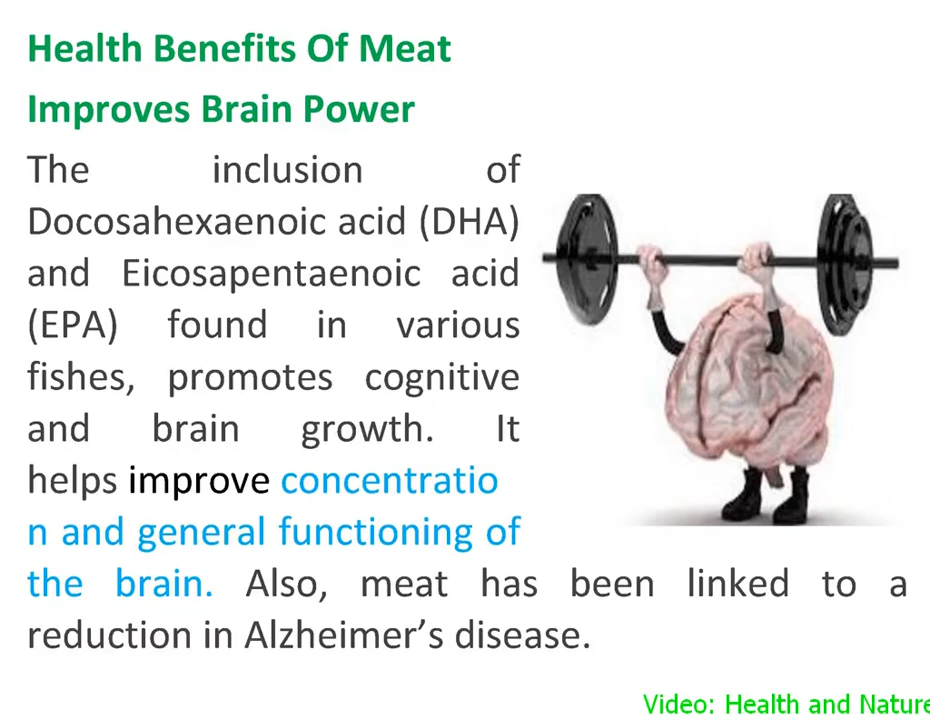 Health Benefits Of Meat
Improves Brain Power
The inclusion of
Docosahexaenoic acid (DHA)
and Eicosapentaenoic acid
(EPA) found in various
fishes, promotes cognitive
and brain growth. It
helps improve concentratio
n and general functioning of
the brain. Also, meat has been linked to a
reduction in Alzheimer’s disease.
Video: Health and Nature